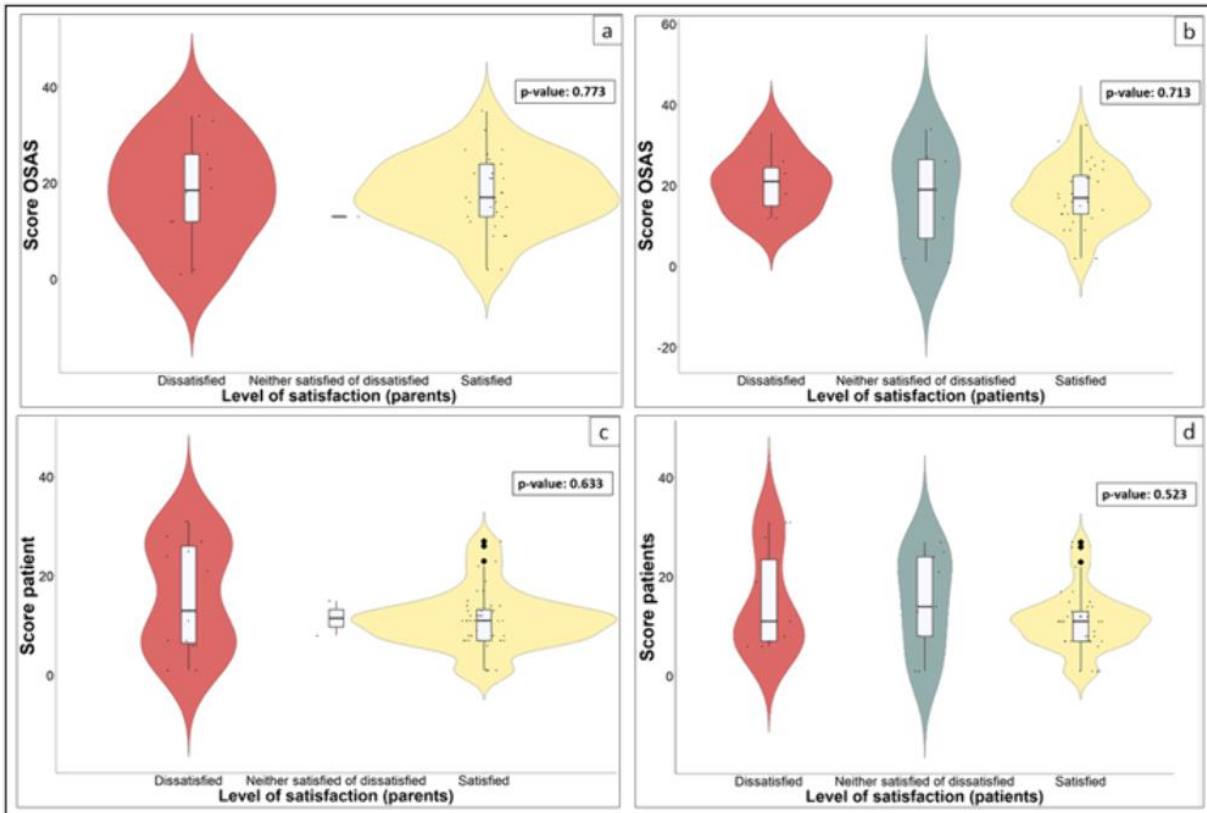 a
p-value: 0.773
Score OSAS
40
20
0
Dissatisfied
Neither satisfied of dissatisfied
Satisfied
Level of satisfaction (parents)
b
p-value: 0.713
Score OSAS
60
40
20
0
-20
Dissatisfied
Neither satisfied of dissatisfied
Satisfied
Level of satisfaction (patients)
c
p-value: 0.633
Score patient
40
20
0
Dissatisfied
Neither satisfied of dissatisfied
Satisfied
Level of satisfaction (parents)
d
p-value: 0.523
Score patients
40
20
0
Dissatisfied
Neither satisfied of dissatisfied
Satisfied
Level of satisfaction (patients)